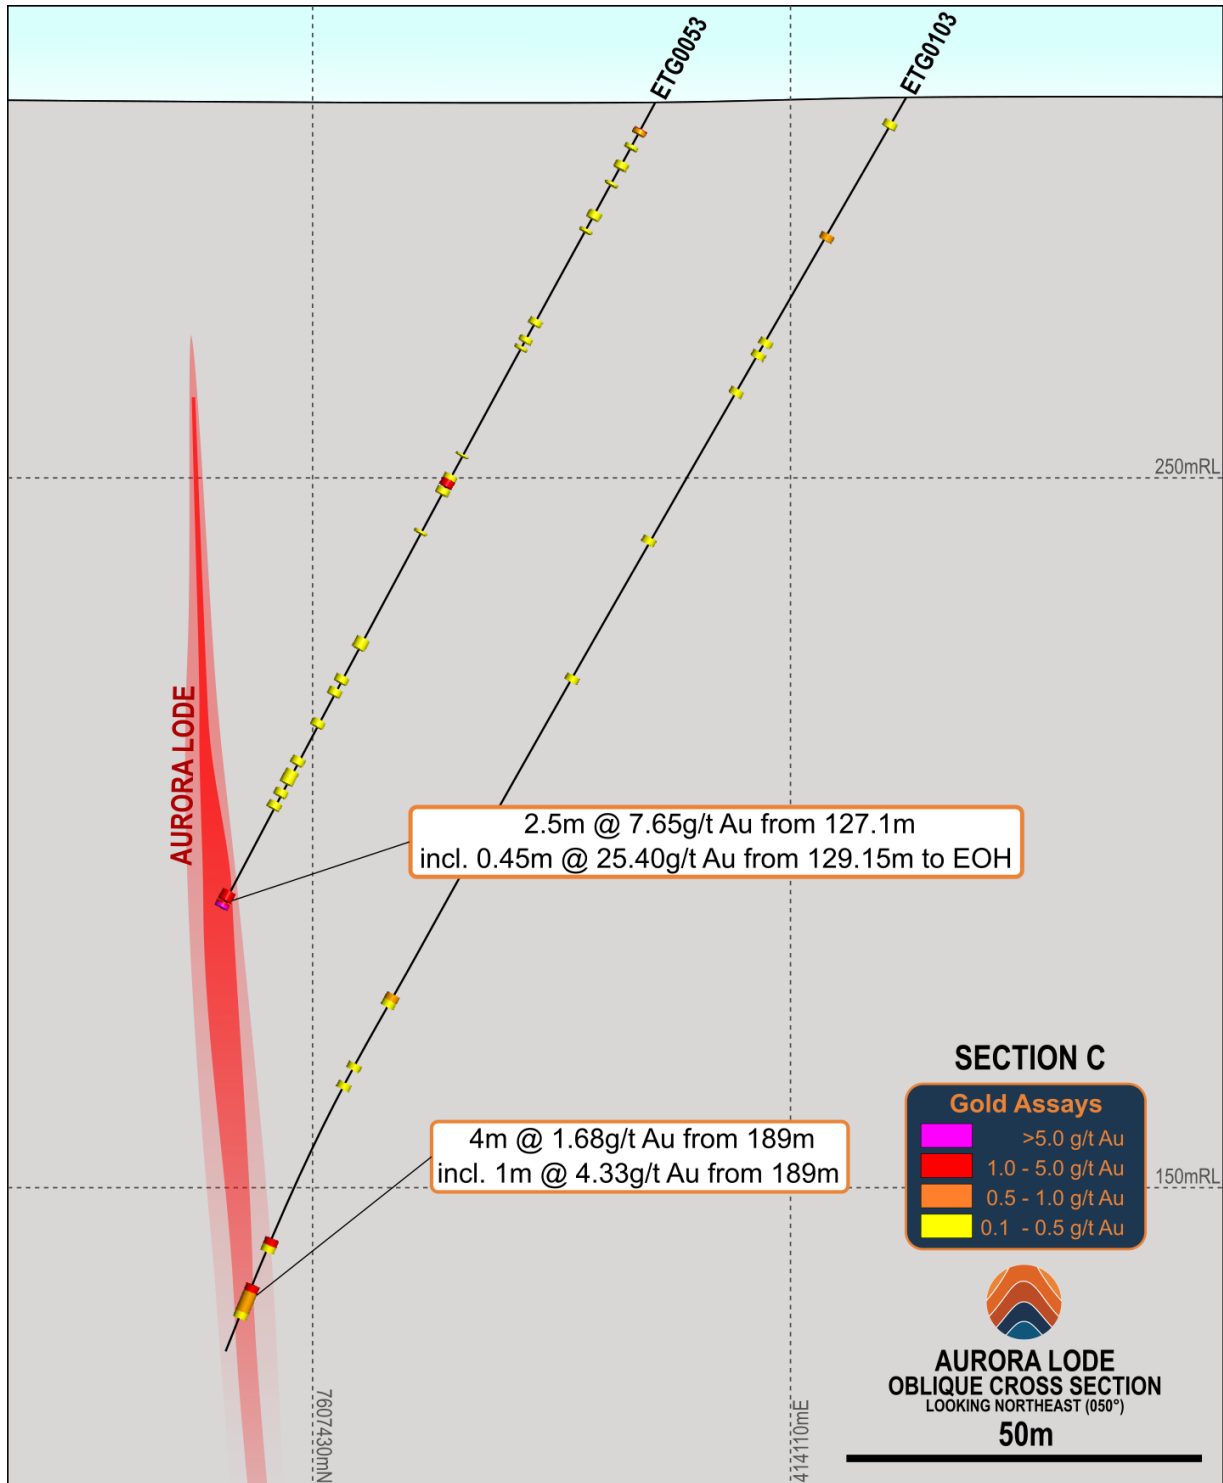 ETG0053
ETG0103
250mRL
AURORA LODE
2.5m @ 7.65g/t Au from 127.1m
incl. 0.45m @ 25.40g/t Au from 129.15m to EOH
4m @ 1.68g/t Au from 189m
incl. 1m @ 4.33g/t Au from 189m
150mRL
SECTION C
Gold Assays
>5.0 g/t Au
1.0 - 5.0 g/t Au
0.5 - 1.0 g/t Au
0.1 - 0.5 g/t Au
AURORA LODE
OBLIQUE CROSS SECTION
LOOKING NORTHEAST (050°)
50m
7607430mN
414110mE